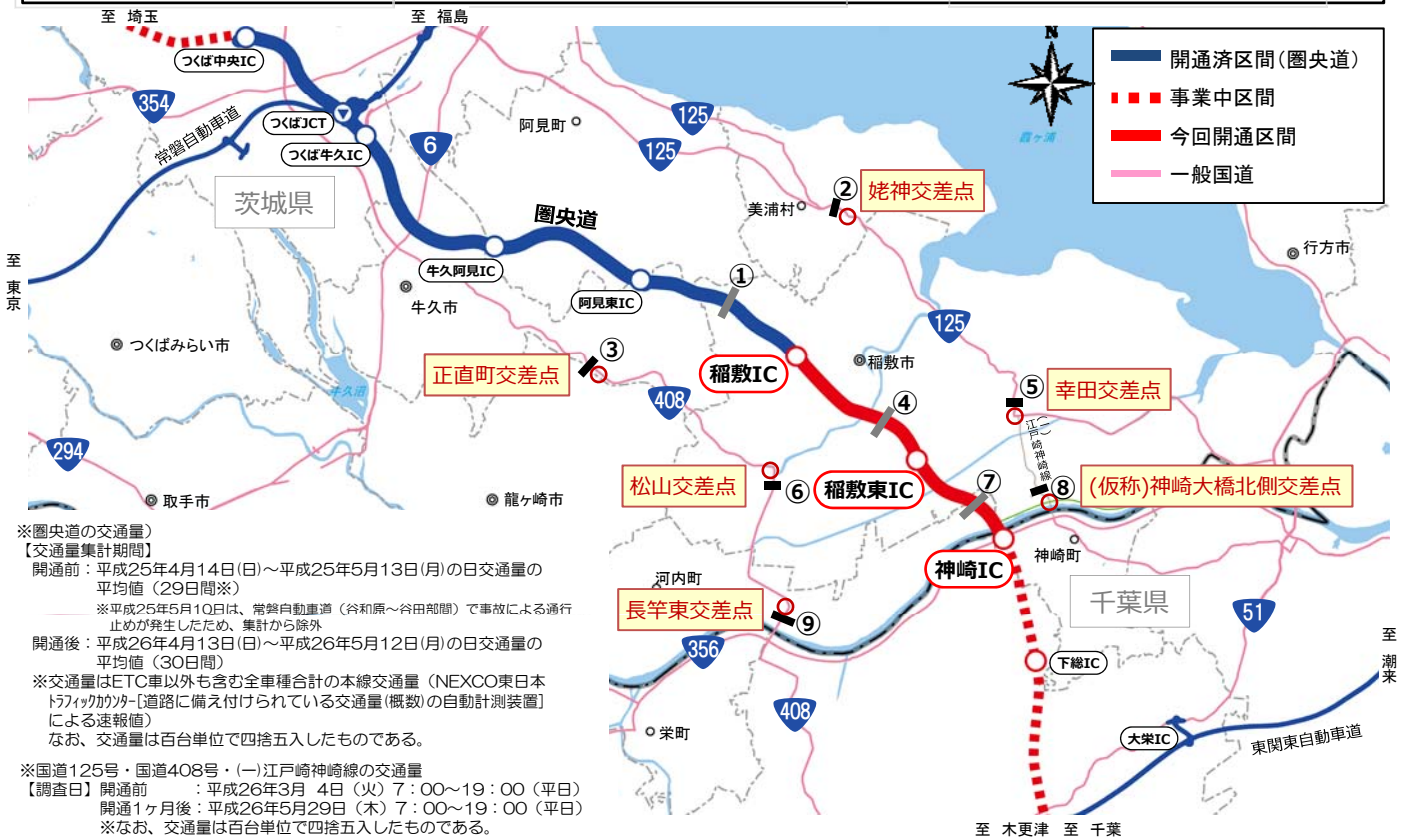 至 埼玉
至 福島
つくば中央IC
N
開通済区間(圏央道)
事業中区間
今回開通区間
一般国道
354
常磐自動車道
つくばJCT
つくば牛久IC
6
阿見町
125
125
霞ヶ浦
茨城県
圏央道
美浦村
②
姥神交差点
行方市
至 東京
牛久阿見IC
牛久市
阿見東IC
①
125
つくばみらい市
③
正直町交差点
稲敷IC
稲敷市
牛久沼
408
④
⑤
幸田交差点
(一)江戸崎神崎線
294
取手市
龍ヶ崎市
松山交差点
⑥
稲敷東IC
⑦
⑧
(仮称)神崎大橋北側交差点
神崎IC
神崎町
千葉県
河内町
長竿東交差点
⑨
356
51
至 潮来
下総IC
408
栄町
大栄IC
東関東自動車道
至 木更津 至 千葉
※圏央道の交通量)
【交通量集計期間】
開通前:平成25年4月14日(日)～平成25年5月13日(月)の日交通量の
平均値(29日間※)
※平成25年5月10日は、常磐自動車道(谷和原～谷田部間)で事故による通行
止めが発生したため、集計から除外
開通後:平成26年4月13日(日)～平成26年5月12日(月)の日交通量の
平均値(30日間)
※交通量はETC車以外も含む全車種合計の本線交通量(NEXCO東日本
ﾄﾗﾌｨｯｸｶｳﾝﾀｰ[道路に備え付けられている交通量(概数)の自動計測装置]
による速報値)
なお、交通量は百台単位で四捨五入したものである。
※国道125号・国道408号・(一)江戸崎神崎線の交通量
【調査日】開通前 :平成26年3月 4日(火)7:00～19:00(平日)
開通1ヶ月後:平成26年5月29日(木)7:00～19:00(平日)
※なお、交通量は百台単位で四捨五入したものである。